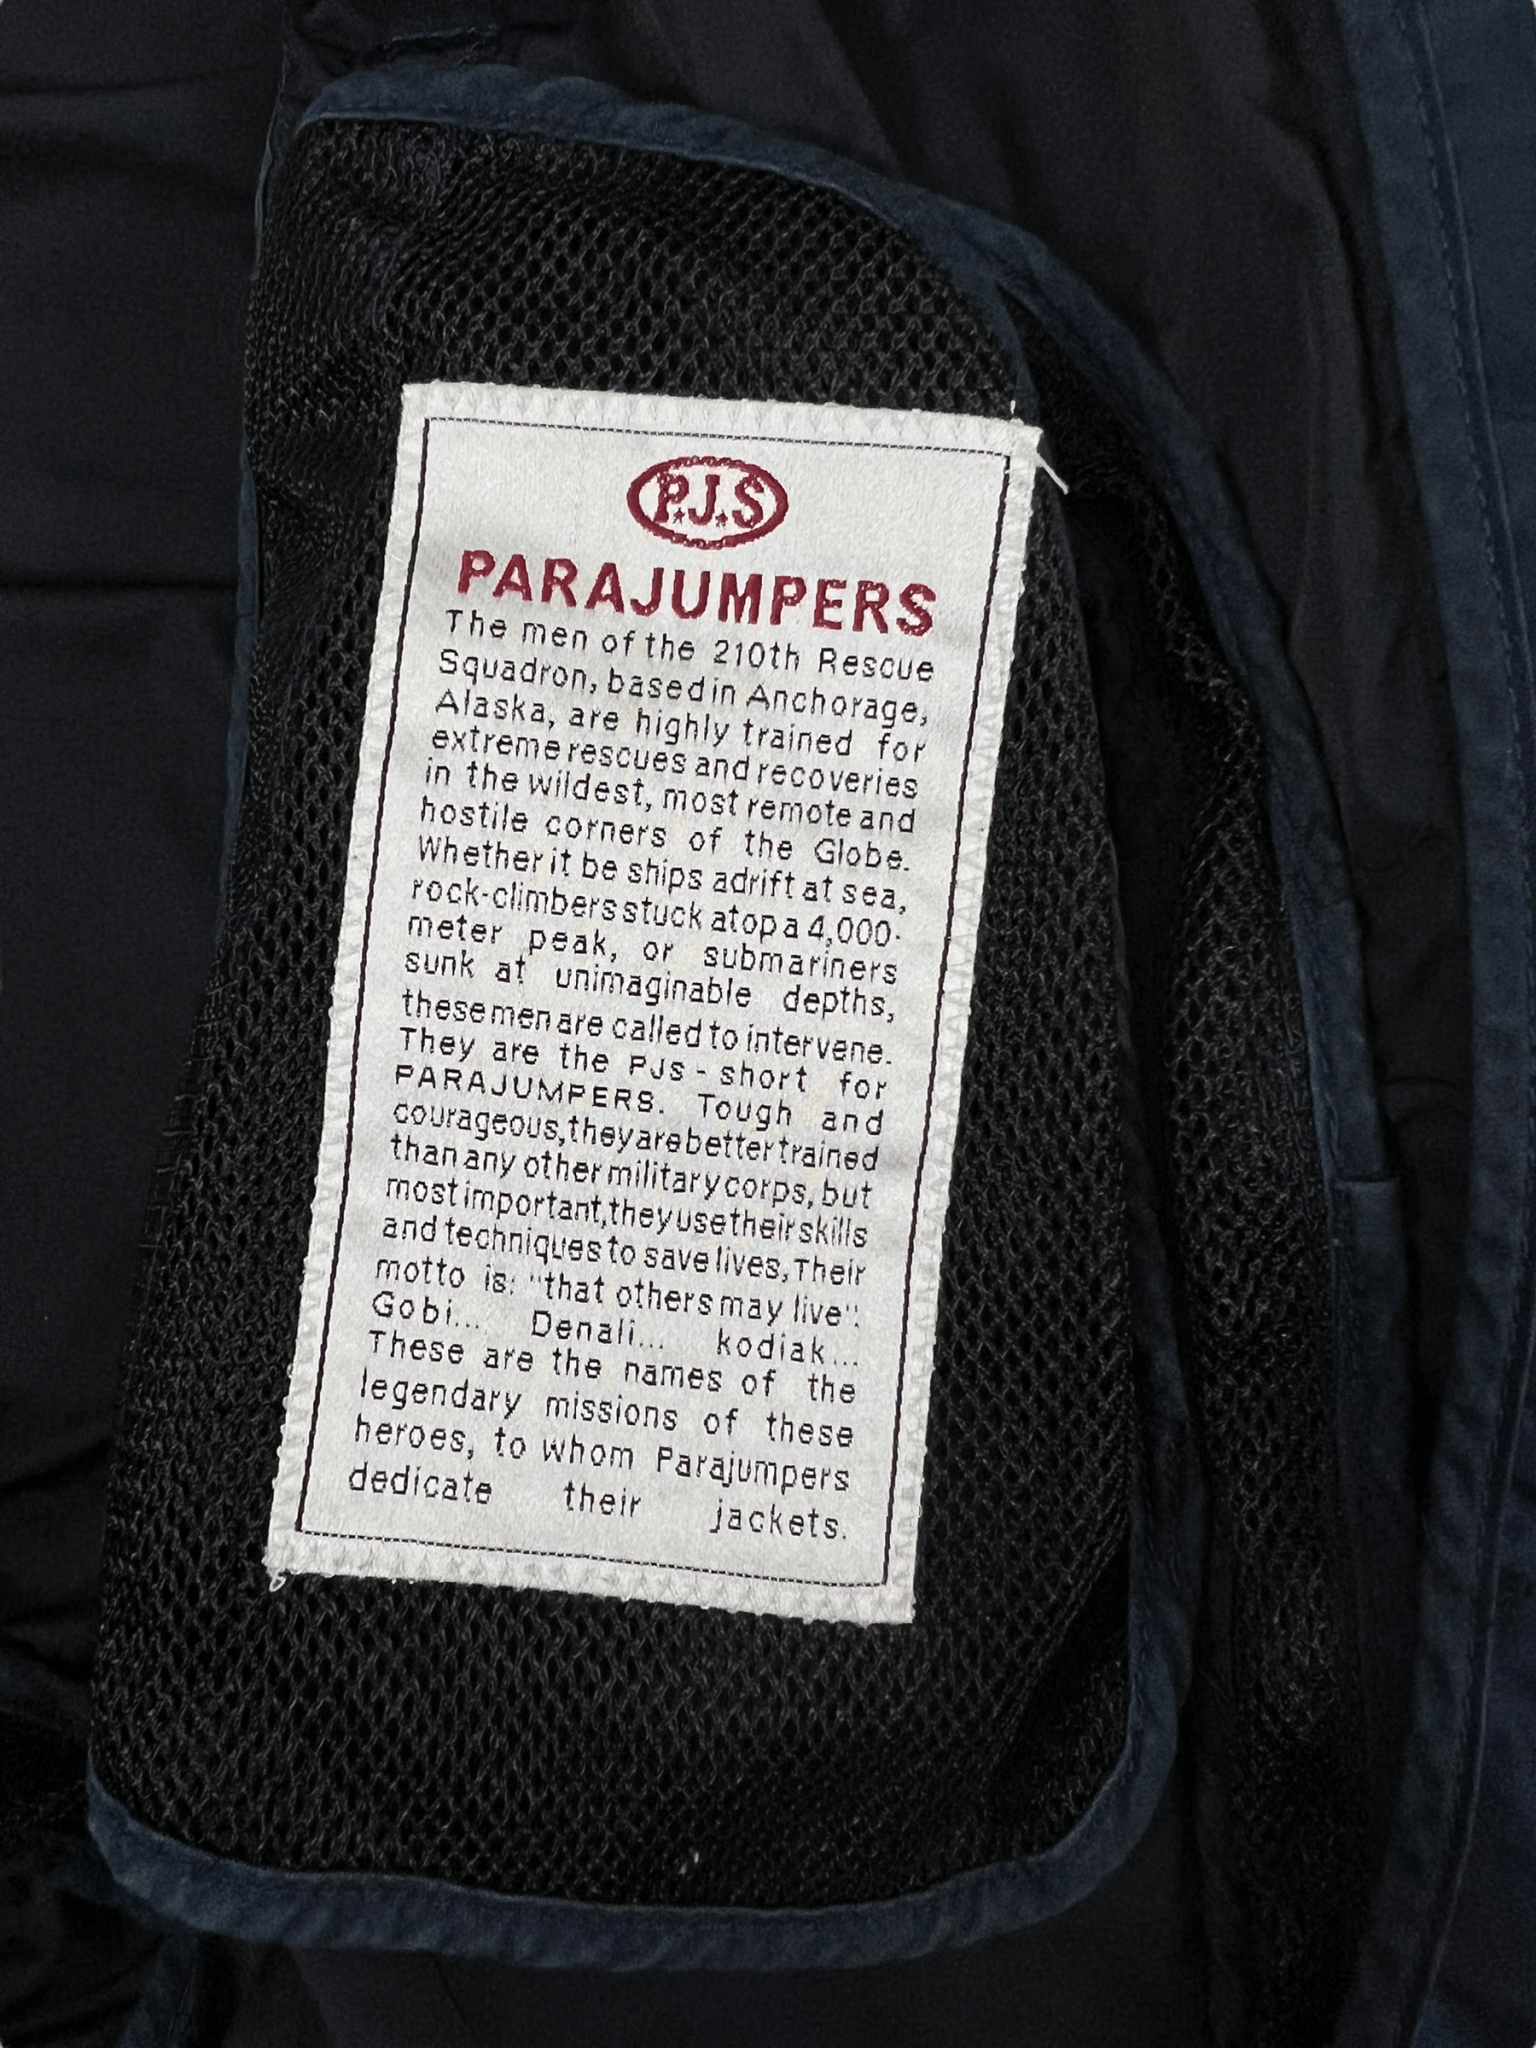 P.J.S
PARAJUMPERS
The men of the 210th Rescue
Squadron, based in Anchorage,
Alaska, are highly trained for
extreme rescues and recoveries
in the wildest, most remote and
hostile corners of the Globe.
Whether it be ships adrift at sea,
rock-climbers stuck atop a 4,000-
meter peak, or submariners
sunk at unimaginable depths,
these men are called to intervene.
They are the PJs - short for
PARAJUMPERS. Tough and
courageous, they are better trained
than any other military corps, but
most important, they use their skills
and techniques to save lives, Their
motto is: "that others may live".
Gobi... Denali... kodiak...
These are the names of the
legendary missions of these
heroes, to whom Parajumpers
dedicate their jackets.